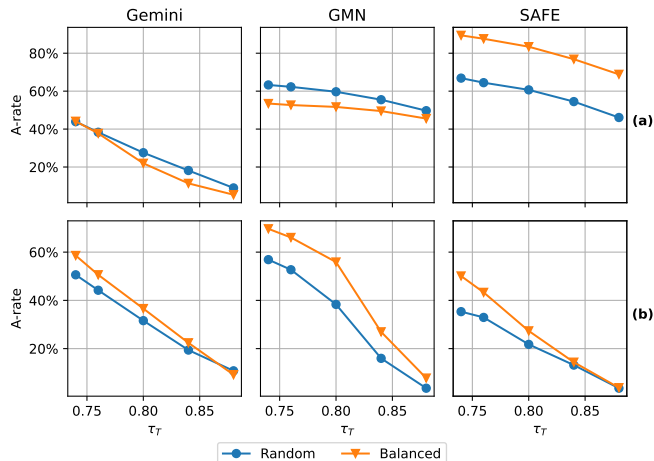 Gemini GMN SAFE
80%
60%
40%
20%
A-rate
(a)
60%
40%
20%
A-rate
(b)
0.75 0.80 0.85 0.75 0.80 0.85 0.75 0.80 0.85
τ_T τ_T τ_T
Random Balanced